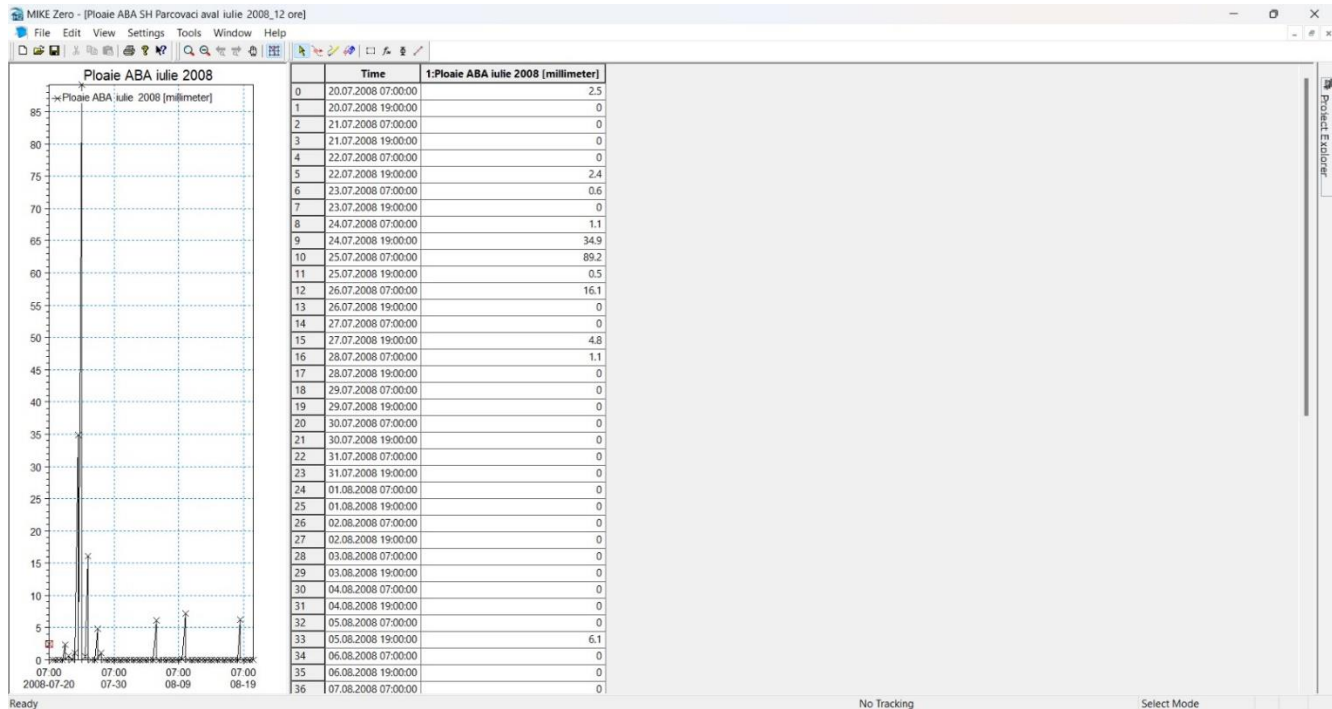 MIKE Zero - [Ploaie ABA SH Parcovaci aval iulie 2008_12 ore]
File Edit View Settings Tools Window Help
Ploaie ABA iulie 2008
Ploaie ABA iulie 2008 [millimeter]
85
80
75
70
65
60
55
50
45
40
35
30
25
20
15
10
5
0
07:00 07:00 07:00 07:00
2008-07-20 07-30 08-09 08-19
Time 1:Ploaie ABA iulie 2008 [millimeter]
0 20.07.2008 07:00:00 2.5
1 20.07.2008 19:00:00 0
2 21.07.2008 07:00:00 0
3 21.07.2008 19:00:00 0
4 22.07.2008 07:00:00 0
5 22.07.2008 19:00:00 2.4
6 23.07.2008 07:00:00 0.6
7 23.07.2008 19:00:00 0
8 24.07.2008 07:00:00 1.1
9 24.07.2008 19:00:00 34.9
10 25.07.2008 07:00:00 89.2
11 25.07.2008 19:00:00 0.5
12 26.07.2008 07:00:00 16.1
13 26.07.2008 19:00:00 0
14 27.07.2008 07:00:00 0
15 27.07.2008 19:00:00 4.8
16 28.07.2008 07:00:00 1.1
17 28.07.2008 19:00:00 0
18 29.07.2008 07:00:00 0
19 29.07.2008 19:00:00 0
20 30.07.2008 07:00:00 0
21 30.07.2008 19:00:00 0
22 31.07.2008 07:00:00 0
23 31.07.2008 19:00:00 0
24 01.08.2008 07:00:00 0
25 01.08.2008 19:00:00 0
26 02.08.2008 07:00:00 0
27 02.08.2008 19:00:00 0
28 03.08.2008 07:00:00 0
29 03.08.2008 19:00:00 0
30 04.08.2008 07:00:00 0
31 04.08.2008 19:00:00 0
32 05.08.2008 07:00:00 0
33 05.08.2008 19:00:00 6.1
34 06.08.2008 07:00:00 0
35 06.08.2008 19:00:00 0
36 07.08.2008 07:00:00 0
Project Explorer
Ready No Tracking Select Mode